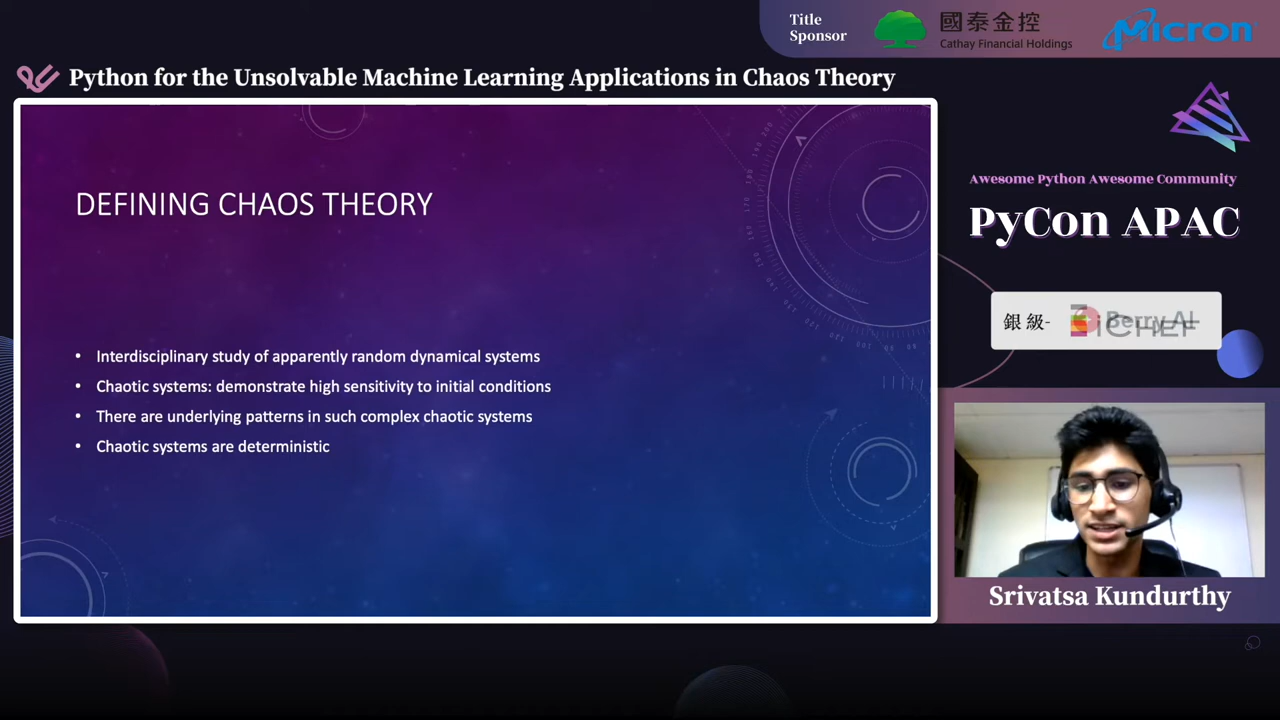 Title
Sponsor
國泰金控
Cathay Financial Holdings
Micron
Python for the Unsolvable Machine Learning Applications in Chaos Theory
DEFINING CHAOS THEORY
• Interdisciplinary study of apparently random dynamical systems
• Chaotic systems: demonstrate high sensitivity to initial conditions
• There are underlying patterns in such complex chaotic systems
• Chaotic systems are deterministic
Awesome Python Awesome Community
PyCon APAC
銀級- Berry AI
Srivatsa Kundurthy